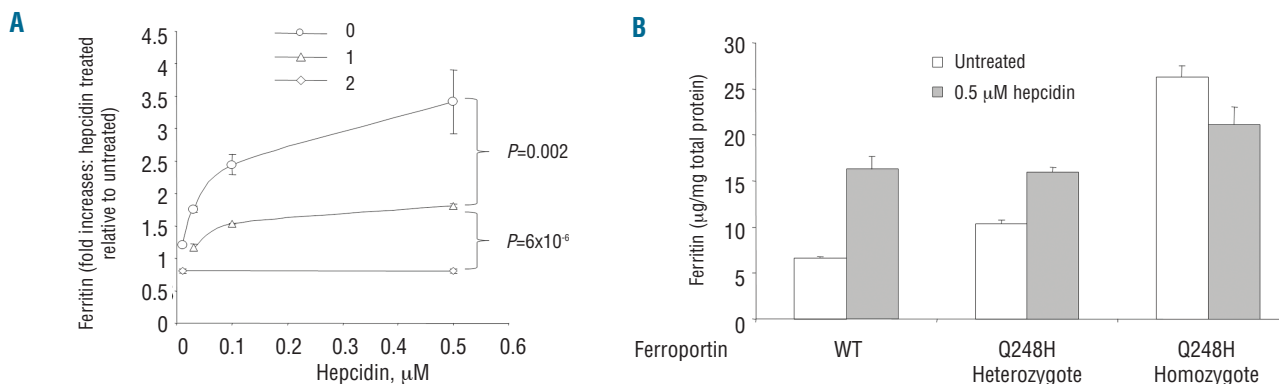 A
Ferritin (fold increases: hepcidin treated
relative to untreated)
4.5
4
3.5
3
2.5
2
1.5
1
0.5
0
0
1
2
P=0.002
P=6x10-6
0 0.1 0.2 0.3 0.4 0.5 0.6
Hepcidin, μM
B
Ferritin (μg/mg total protein)
30
25
20
15
10
5
0
Untreated
0.5 μM hepcidin
Ferroportin WT Q248H Q248H
Heterozygote Homozygote